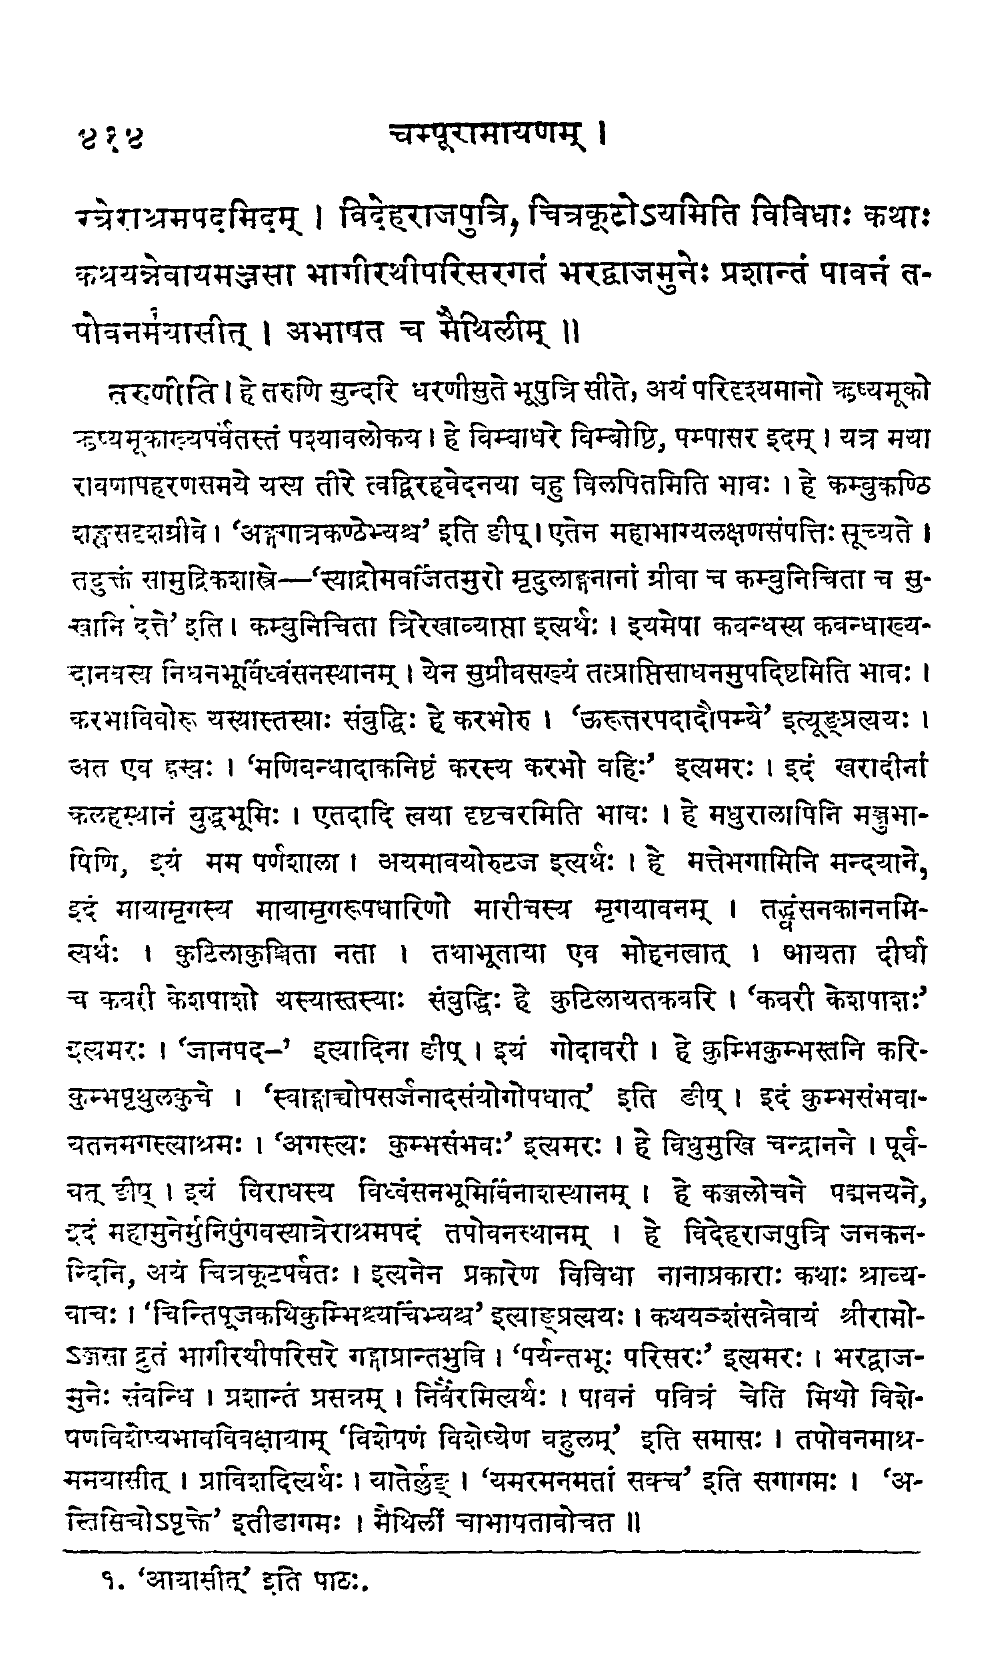 ४१४ चम्पूरामायणम् ।
रत्रेराश्रमपदमिदम् । विदेहराजपुत्रि, चित्रकूटोऽयमिति विविधाः कथाः
कथयन्नेवायमञ्जसा भागीरथीपरिसरगतं भरद्वाजमुनेः प्रशान्तं पावनं त-
पोवनमयासीत्१ । अभाषत च मैथिलीम् ॥
तरुणीति । हे तरुणि सुन्दरि धरणीसुते भूपुत्रि सीते, अयं परिदृश्यमानो ऋष्यमूको
ऋष्यमूकाख्यपर्वतस्तं पश्यावलोकय । हे बिम्बाधरे बिम्बोष्ठि, पम्पासर इदम् । यत्र मया
रावणापहरणसमये यस्य तीरे त्वद्विरहवेदनया बहु विलपितमिति भावः । हे कम्बुकण्ठि
शङ्खसदृशग्रीवे । ‘अङ्गगात्रकण्ठेभ्यश्च’ इति ङीप् । एतेन महाभाग्यलक्षणसंपत्तिः सूच्यते ।
तदुक्तं सामुद्रिकशास्त्रे—‘स्याद्रोमवर्जितमुरो मृदुलाङ्गनानां ग्रीवा च कम्बुनिचिता च सु-
खानि दत्ते’ इति । कम्बुनिचिता त्रिरेखाव्याप्ता इत्यर्थः । इयमेषा कबन्धस्य कबन्धाख्य-
दानवस्य निधनभूर्विध्वंसनस्थानम् । येन सुग्रीवसख्यं तत्प्राप्तिसाधनमुपदिष्टमिति भावः ।
करभाविवोरू यस्यास्तस्याः संबुद्धिः हे करभोरु । ‘ऊरूत्तरपदादौपम्ये’ इत्यूङ्प्रत्ययः ।
अत एव ह्रस्वः । ‘मणिबन्धादाकनिष्ठं करस्य करभो बहिः’ इत्यमरः । इदं खरादीनां
कलहस्थानं युद्धभूमिः । एतदादि त्वया दृष्टचरमिति भावः । हे मधुरालापिनि मञ्जुभा-
षिणि, इयं मम पर्णशाला । अयमावयोरुटज इत्यर्थः । हे मत्तेभगामिनि मन्दयाने,
इदं मायामृगस्य मायामृगरूपधारिणो मारीचस्य मृगयावनम् । तद्ध्वंसनकाननमि-
त्यर्थः । कुटिलाकुञ्चिता नता । तथाभूताया एव मोहनत्वात् । आयता दीर्घा
च कबरी केशपाशो यस्यास्तस्याः संबुद्धिः हे कुटिलायतकबरि । ‘कबरी केशपाशः’
इत्यमरः । ‘जानपद–’ इत्यादिना ङीप् । इयं गोदावरी । हे कुम्भिकुम्भस्तनि करि-
कुम्भपृथुलकुचे । ‘स्वाङ्गाच्चोपसर्जनादसंयोगोपधात्’ इति ङीप् । इदं कुम्भसंभवा-
यतनमगस्त्याश्रमः । ‘अगस्त्यः कुम्भसंभवः’ इत्यमरः । हे विधुमुखि चन्द्रानने । पूर्व-
वत् ङीप् । इयं विराधस्य विध्वंसनभूमिर्विनाशस्थानम् । हे कञ्जलोचने पद्मनयने,
इदं महामुनेर्मुनिपुंगवस्यात्रेराश्रमपदं तपोवनस्थानम् । हे विदेहराजपुत्रि जनकन-
न्दिनि, अयं चित्रकूटपर्वतः । इत्यनेन प्रकारेण विविधा नानाप्रकाराः कथाः श्राव्य-
वाचः । ‘चिन्तिपूजकथिकुम्भिश्चर्चिभ्यश्च’ इत्याङ्प्रत्ययः । कथयञ्शंसन्नेवायं श्रीरामो-
ऽञ्जसा द्रुतं भागीरथीपरिसरे गङ्गाप्रान्तभुवि । ‘पर्यन्तभूः परिसरः’ इत्यमरः । भरद्वाज-
मुनेः संबन्धि । प्रशान्तं प्रसन्नम् । निर्वैरमित्यर्थः । पावनं पवित्रं चेति मिथो विशे-
षणविशेष्यभावविवक्षायाम् ‘विशेषणं विशेष्येण बहुलम्’ इति समासः । तपोवनमाश्र-
ममयासीत् । प्राविशदित्यर्थः । यातेर्लुङ् । ‘यमरमनमतां सक्च’ इति सगागमः । ‘अ-
स्तिसिचोऽपृक्ते’ इतीडागमः । मैथिलीं चाभाषतावोचत ॥
१. ‘आयासीत्’ इति पाठः.